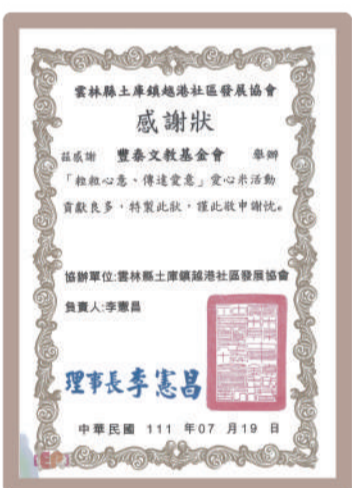 雲林縣土庫鎮越港社區發展協會
感謝狀
茲感謝 豐泰文教基金會 舉辦
「粒粒心意、傳達愛意」愛心米活動
貢獻良多，特製此狀，謹此敬申謝忱。
協辦單位:雲林縣土庫鎮越港社區發展協會
負責人:李憲昌
理事長李憲昌
中華民國 111 年07 月19 日